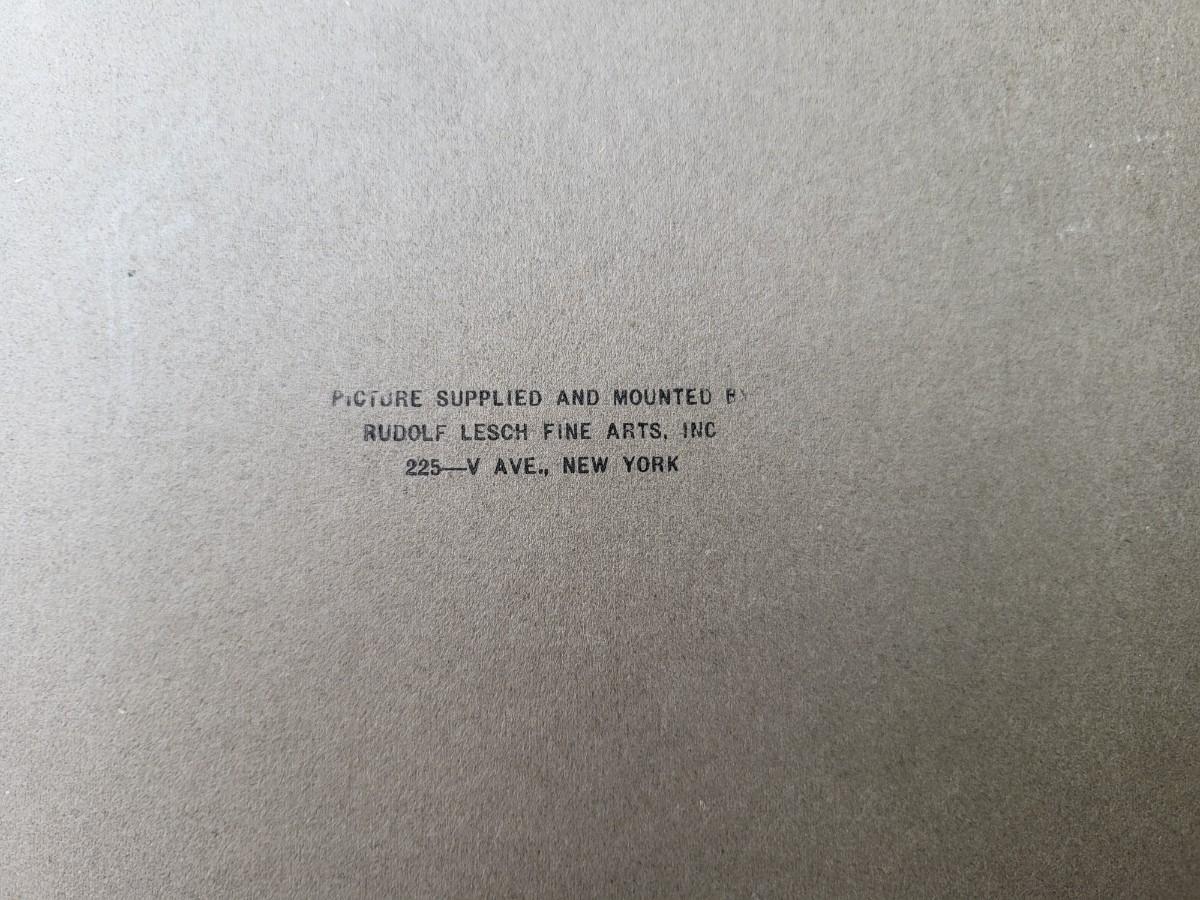 PICTURE SUPPLIED AND MOUNTED BY
RUDOLF LESCH FINE ARTS, INC
225—V AVE., NEW YORK